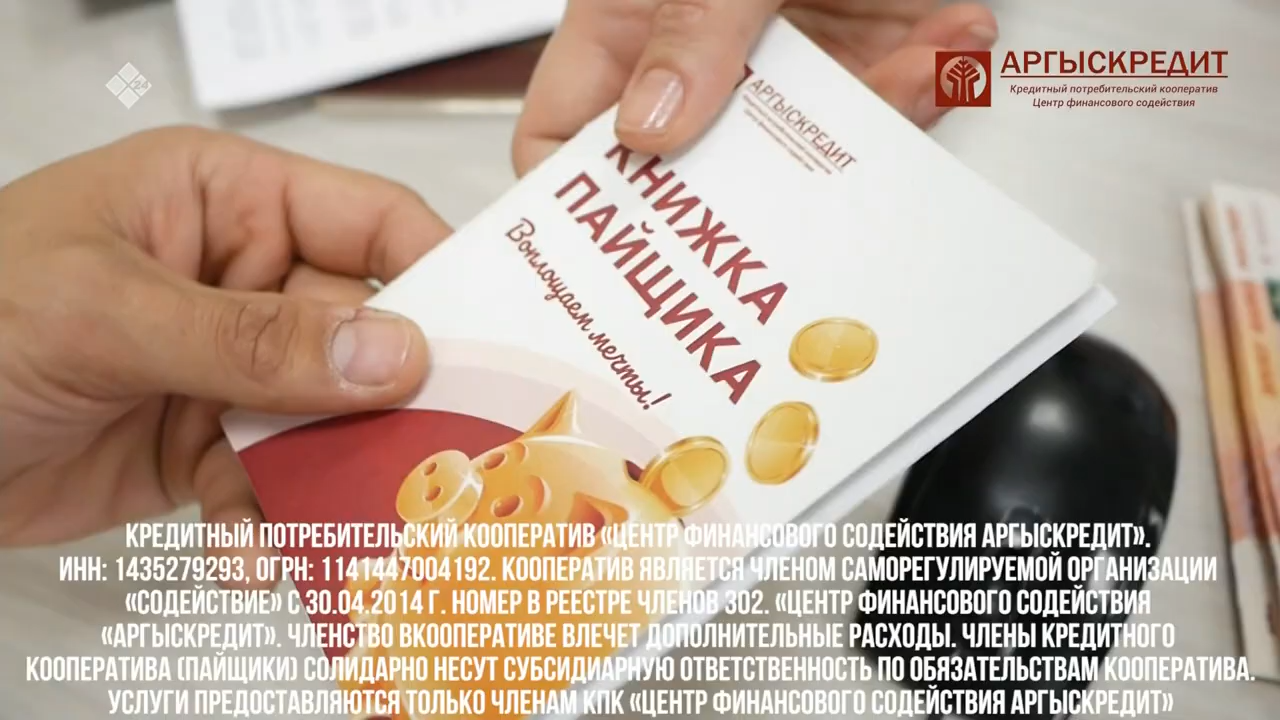 24
АРГЫСКРЕДИТ
Кредитный потребительский кооператив
Центр финансового содействия
АРГЫСКРЕДИТ
КНИЖКА
ПАЙЩИКА
Воплощаем мечты!
КРЕДИТНЫЙ ПОТРЕБИТЕЛЬСКИЙ КООПЕРАТИВ «ЦЕНТР ФИНАНСОВОГО СОДЕЙСТВИЯ АРГЫСКРЕДИТ».
ИНН: 1435279293, ОГРН: 1141447004192. КООПЕРАТИВ ЯВЛЯЕТСЯ ЧЛЕНОМ САМОРЕГУЛИРУЕМОЙ ОРГАНИЗАЦИИ
«СОДЕЙСТВИЕ» С 30.04.2014 Г. НОМЕР В РЕЕСТРЕ ЧЛЕНОВ 302. «ЦЕНТР ФИНАНСОВОГО СОДЕЙСТВИЯ
«АРГЫСКРЕДИТ». ЧЛЕНСТВО ВКООПЕРАТИВЕ ВЛЕЧЕТ ДОПОЛНИТЕЛЬНЫЕ РАСХОДЫ. ЧЛЕНЫ КРЕДИТНОГО
КООПЕРАТИВА (ПАЙЩИКИ) СОЛИДАРНО НЕСУТ СУБСИДИАРНУЮ ОТВЕТСТВЕННОСТЬ ПО ОБЯЗАТЕЛЬСТВАМ КООПЕРАТИВА.
УСЛУГИ ПРЕДОСТАВЛЯЮТСЯ ТОЛЬКО ЧЛЕНАМ КПК «ЦЕНТР ФИНАНСОВОГО СОДЕЙСТВИЯ АРГЫСКРЕДИТ»